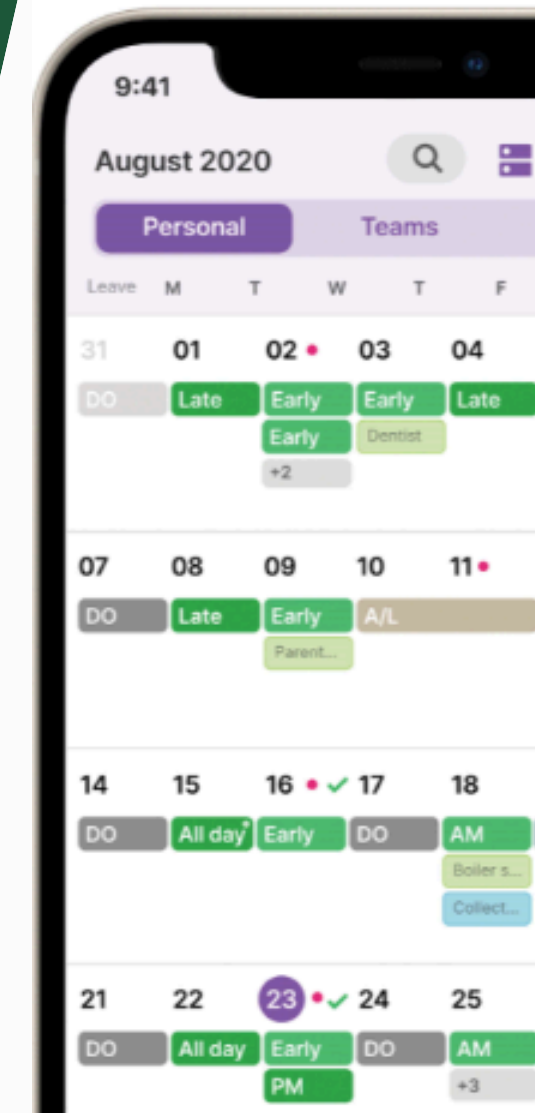 9:41
August 2020
Personal Teams
Leave M T W T F
31 01 02 03 04
DO Late Early Early Late
Early Dentist
+2
07 08 09 10 11
DO Late Early A/L
Parent...
14 15 16 17 18
DO All day Early DO AM
Boiler s...
Collect...
21 22 23 24 25
DO All day Early DO AM
PM +3